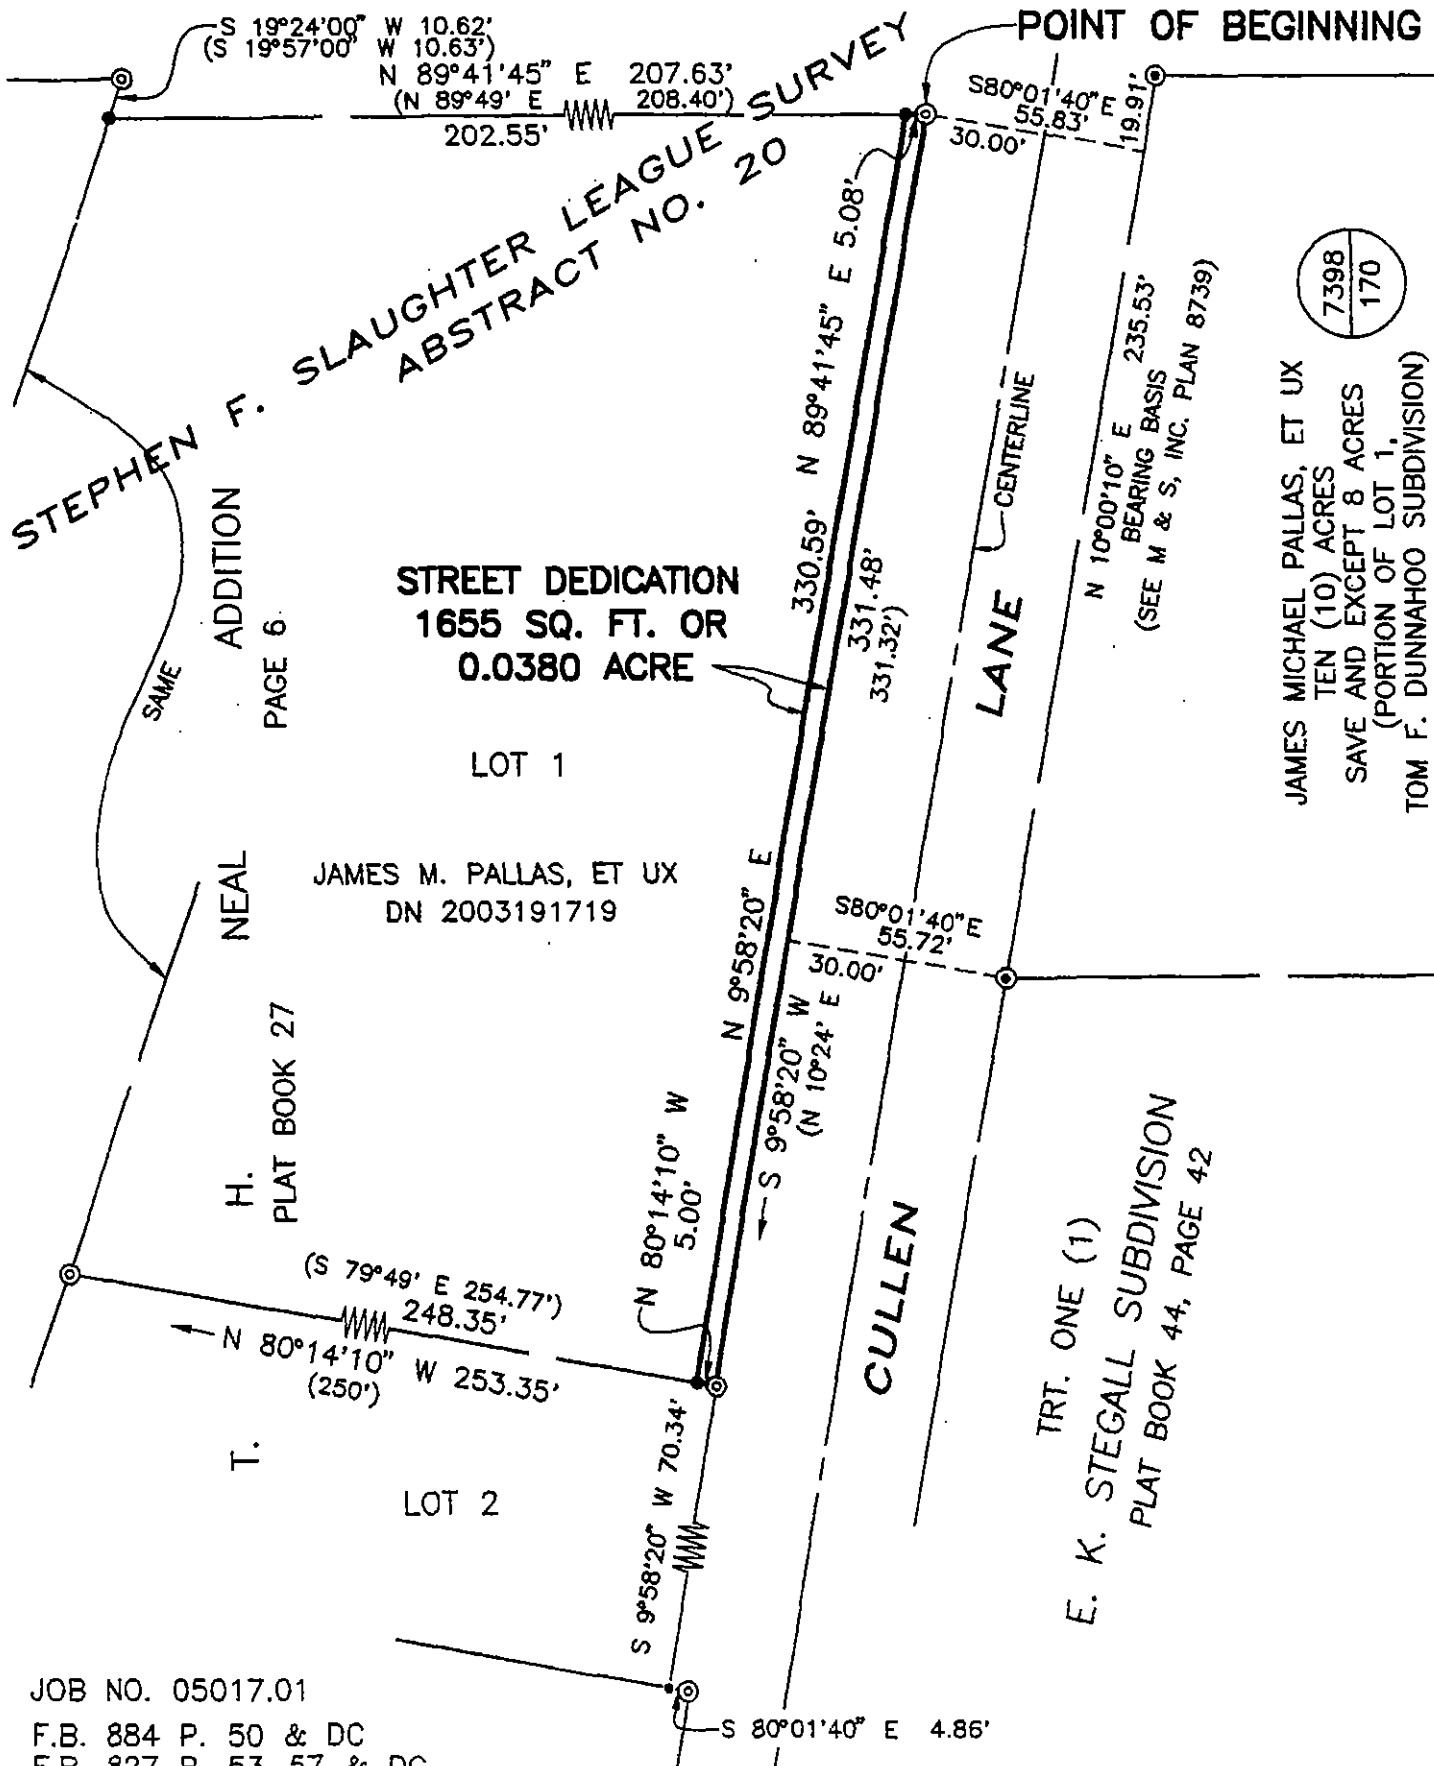 S 19°24'00" W 10.62'
(S 19°57'00" W 10.63')
POINT OF BEGINNING
N 89°41'45" E 207.63'
(N 89°49' E 208.40')
202.55'
S80°01'40"E
55.83'
30.00'
19.91'
STEPHEN F. SLAUGHTER LEAGUE SURVEY
ABSTRACT NO. 20
N 89°41'45" E 5.08'
330.59'
331.48'
331.32')
CENTERLINE
N 10°00'10" E 235.53'
BEARING BASIS
(SEE M & S, INC. PLAN 8739)
7398
170
JAMES MICHAEL PALLAS, ET UX
TEN (10) ACRES
SAVE AND EXCEPT 8 ACRES
(PORTION OF LOT 1,
TOM F. DUNNAHOO SUBDIVISION)
STREET DEDICATION
1655 SQ. FT. OR
0.0380 ACRE
SAME
T. H. NEAL ADDITION
PLAT BOOK 27 PAGE 6
LOT 1
JAMES M. PALLAS, ET UX
DN 2003191719
N 9°58'20" E
S80°01'40"E
55.72'
30.00'
S 9°58'20" W
(N 10°24' E
CULLEN LANE
N 80°14'10" W
5.00'
(S 79°49' E 254.77')
248.35'
N 80°14'10" W 253.35'
(250')
TRT. ONE (1)
E. K. STEGALL SUBDIVISION
PLAT BOOK 44, PAGE 42
LOT 2
S 9°58'20" W 70.34'
S 80°01'40" E 4.86'
JOB NO. 05017.01
F.B. 884 P. 50 & DC
F.B. 827 P. 53, 57 & DC